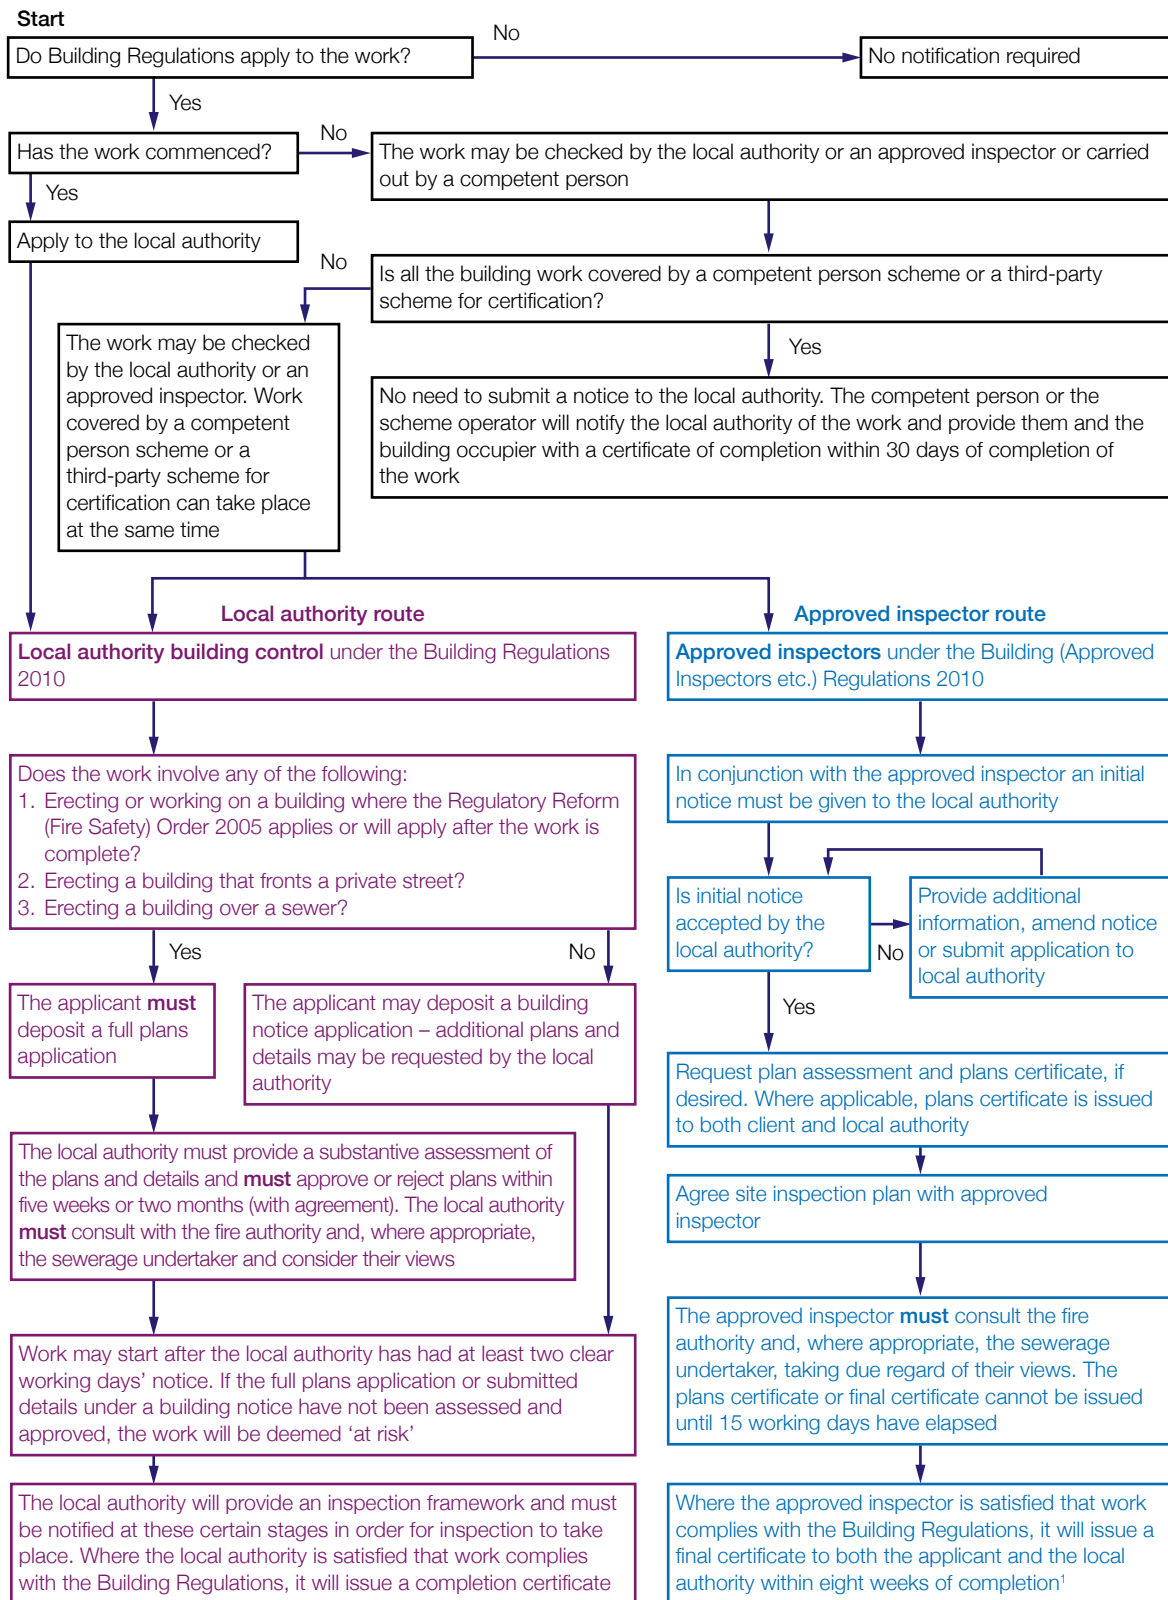 Start
Do Building Regulations apply to the work?
No
No notification required
Yes
Has the work commenced?
No
The work may be checked by the local authority or an approved inspector or carried
out by a competent person
Yes
Apply to the local authority
No
Is all the building work covered by a competent person scheme or a third-party
scheme for certification?
The work may be checked
by the local authority or an
approved inspector. Work
covered by a competent
person scheme or a
third-party scheme for
certification can take place
at the same time
Yes
No need to submit a notice to the local authority. The competent person or the
scheme operator will notify the local authority of the work and provide them and the
building occupier with a certificate of completion within 30 days of completion of
the work
Local authority route
Local authority building control under the Building Regulations
2010
Does the work involve any of the following:
1. Erecting or working on a building where the Regulatory Reform
(Fire Safety) Order 2005 applies or will apply after the work is
complete?
2. Erecting a building that fronts a private street?
3. Erecting a building over a sewer?
Yes
No
The applicant must
deposit a full plans
application
The applicant may deposit a building
notice application – additional plans and
details may be requested by the local
authority
The local authority must provide a substantive assessment of
the plans and details and must approve or reject plans within
five weeks or two months (with agreement). The local authority
must consult with the fire authority and, where appropriate,
the sewerage undertaker and consider their views
Work may start after the local authority has had at least two clear
working days’ notice. If the full plans application or submitted
details under a building notice have not been assessed and
approved, the work will be deemed ‘at risk’
The local authority will provide an inspection framework and must
be notified at these certain stages in order for inspection to take
place. Where the local authority is satisfied that work complies
with the Building Regulations, it will issue a completion certificate
Approved inspector route
Approved inspectors under the Building (Approved
Inspectors etc.) Regulations 2010
In conjunction with the approved inspector an initial
notice must be given to the local authority
Is initial notice
accepted by the
local authority?
No
Provide additional
information, amend notice
or submit application to
local authority
Yes
Request plan assessment and plans certificate, if
desired. Where applicable, plans certificate is issued
to both client and local authority
Agree site inspection plan with approved
inspector
The approved inspector must consult the fire
authority and, where appropriate, the sewerage
undertaker, taking due regard of their views. The
plans certificate or final certificate cannot be issued
until 15 working days have elapsed
Where the approved inspector is satisfied that work
complies with the Building Regulations, it will issue a
final certificate to both the applicant and the local
authority within eight weeks of completion¹